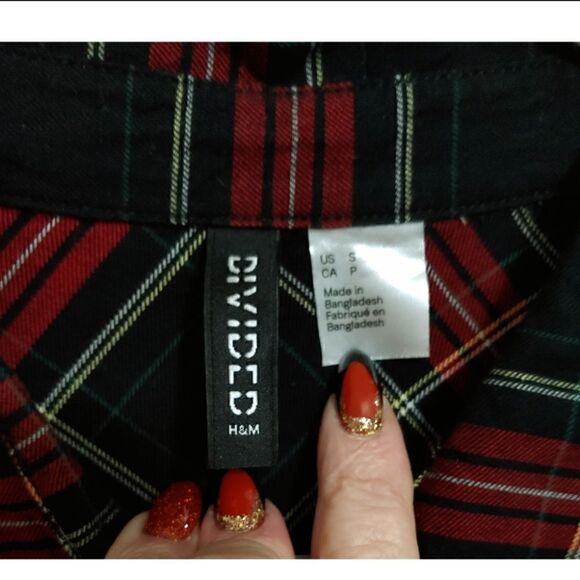 DIVIDED
H&M
US S
CA P
Made in
Bangladesh
Fabriqué en
Bangladesh